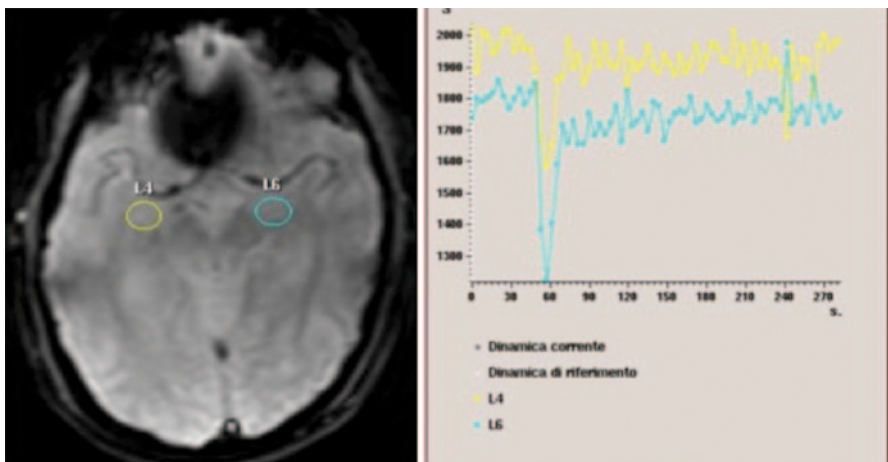 L4
L6
S
2000
1900
1800
1700
1600
1500
1400
1300
0 30 60 90 120 150 180 210 240 270
s.
Dinamica corrente
Dinamica di riferimento
L4
L6